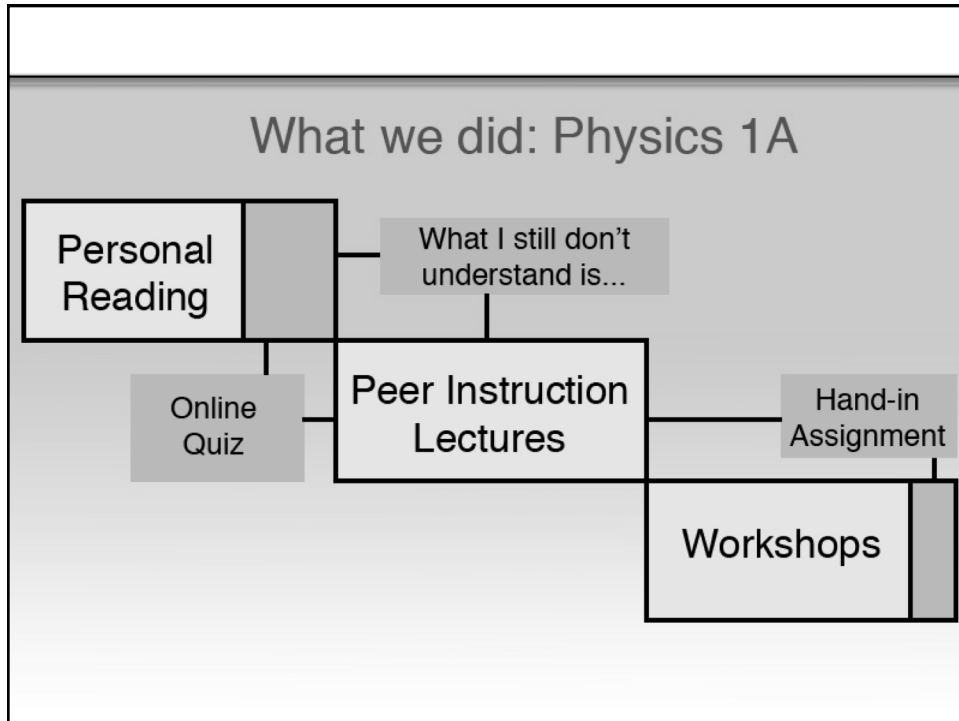 What we did: Physics 1A
Personal
Reading
What I still don’t
understand is...
Online
Quiz
Peer Instruction
Lectures
Hand-in
Assignment
Workshops